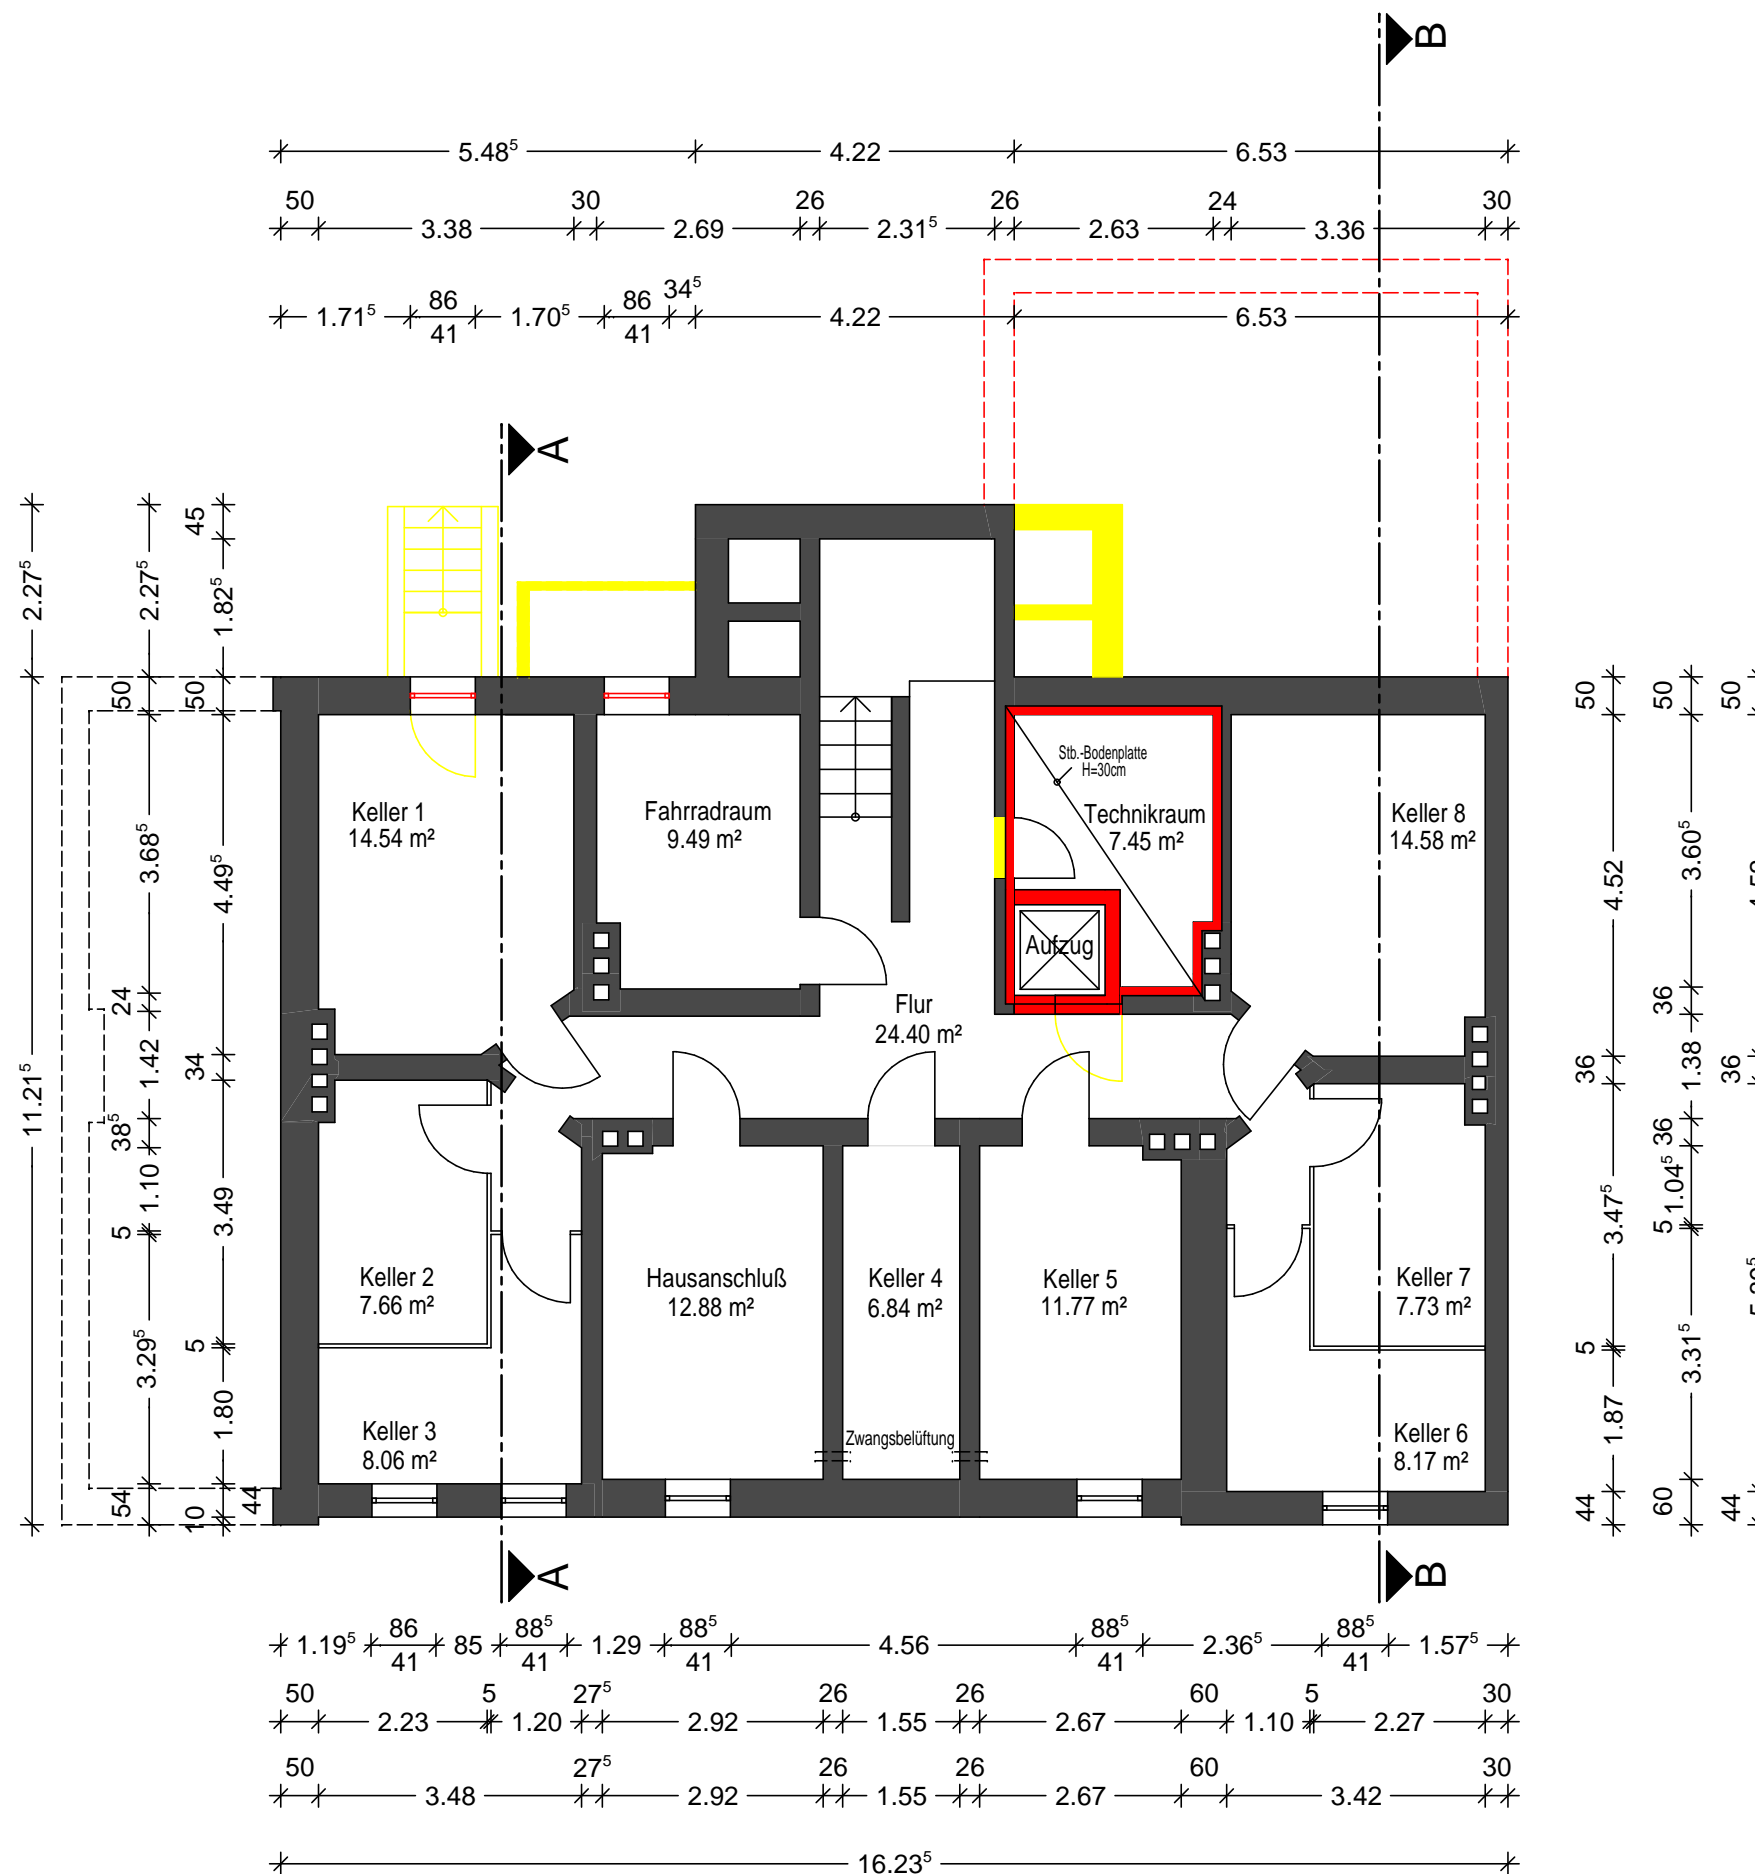 B
5.48⁵ 4.22 6.53
50 30 26 26 24 30
3.38 2.69 2.31⁵ 2.63 3.36
1.71⁵ 86 1.70⁵ 86 34⁵ 4.22 6.53
41 41
A
2.27⁵ 2.27⁵ 45
1.82⁵
50 50
11.21⁵
3.68⁵ 4.49⁵
24
1.42 34
38⁵
1.10 3.49
5
3.29⁵ 5
1.80
54 10 44
Stb.-Bodenplatte
H=30cm
Keller 1
14.54 m²
Fahrradraum
9.49 m²
Technikraum
7.45 m²
Keller 8
14.58 m²
Aufzug
Flur
24.40 m²
Keller 2
7.66 m²
Hausanschluß
12.88 m²
Keller 4
6.84 m²
Keller 5
11.77 m²
Keller 7
7.73 m²
Keller 3
8.06 m²
Zwangsbelüftung
Keller 6
8.17 m²
50 50 50
4.52 3.60⁵
36
36 1.38 36
36
3.47⁵ 1.04⁵
5
5 3.31⁵
1.87
44 60 44
A
B
1.19⁵ 86 85 88⁵ 1.29 88⁵ 4.56 88⁵ 2.36⁵ 88⁵ 1.57⁵
41 41 41 41 41
50 5 27⁵ 26 26 60 5 30
2.23 1.20 2.92 1.55 2.67 1.10 2.27
50 27⁵ 26 26 60 30
3.48 2.92 1.55 2.67 3.42
16.23⁵